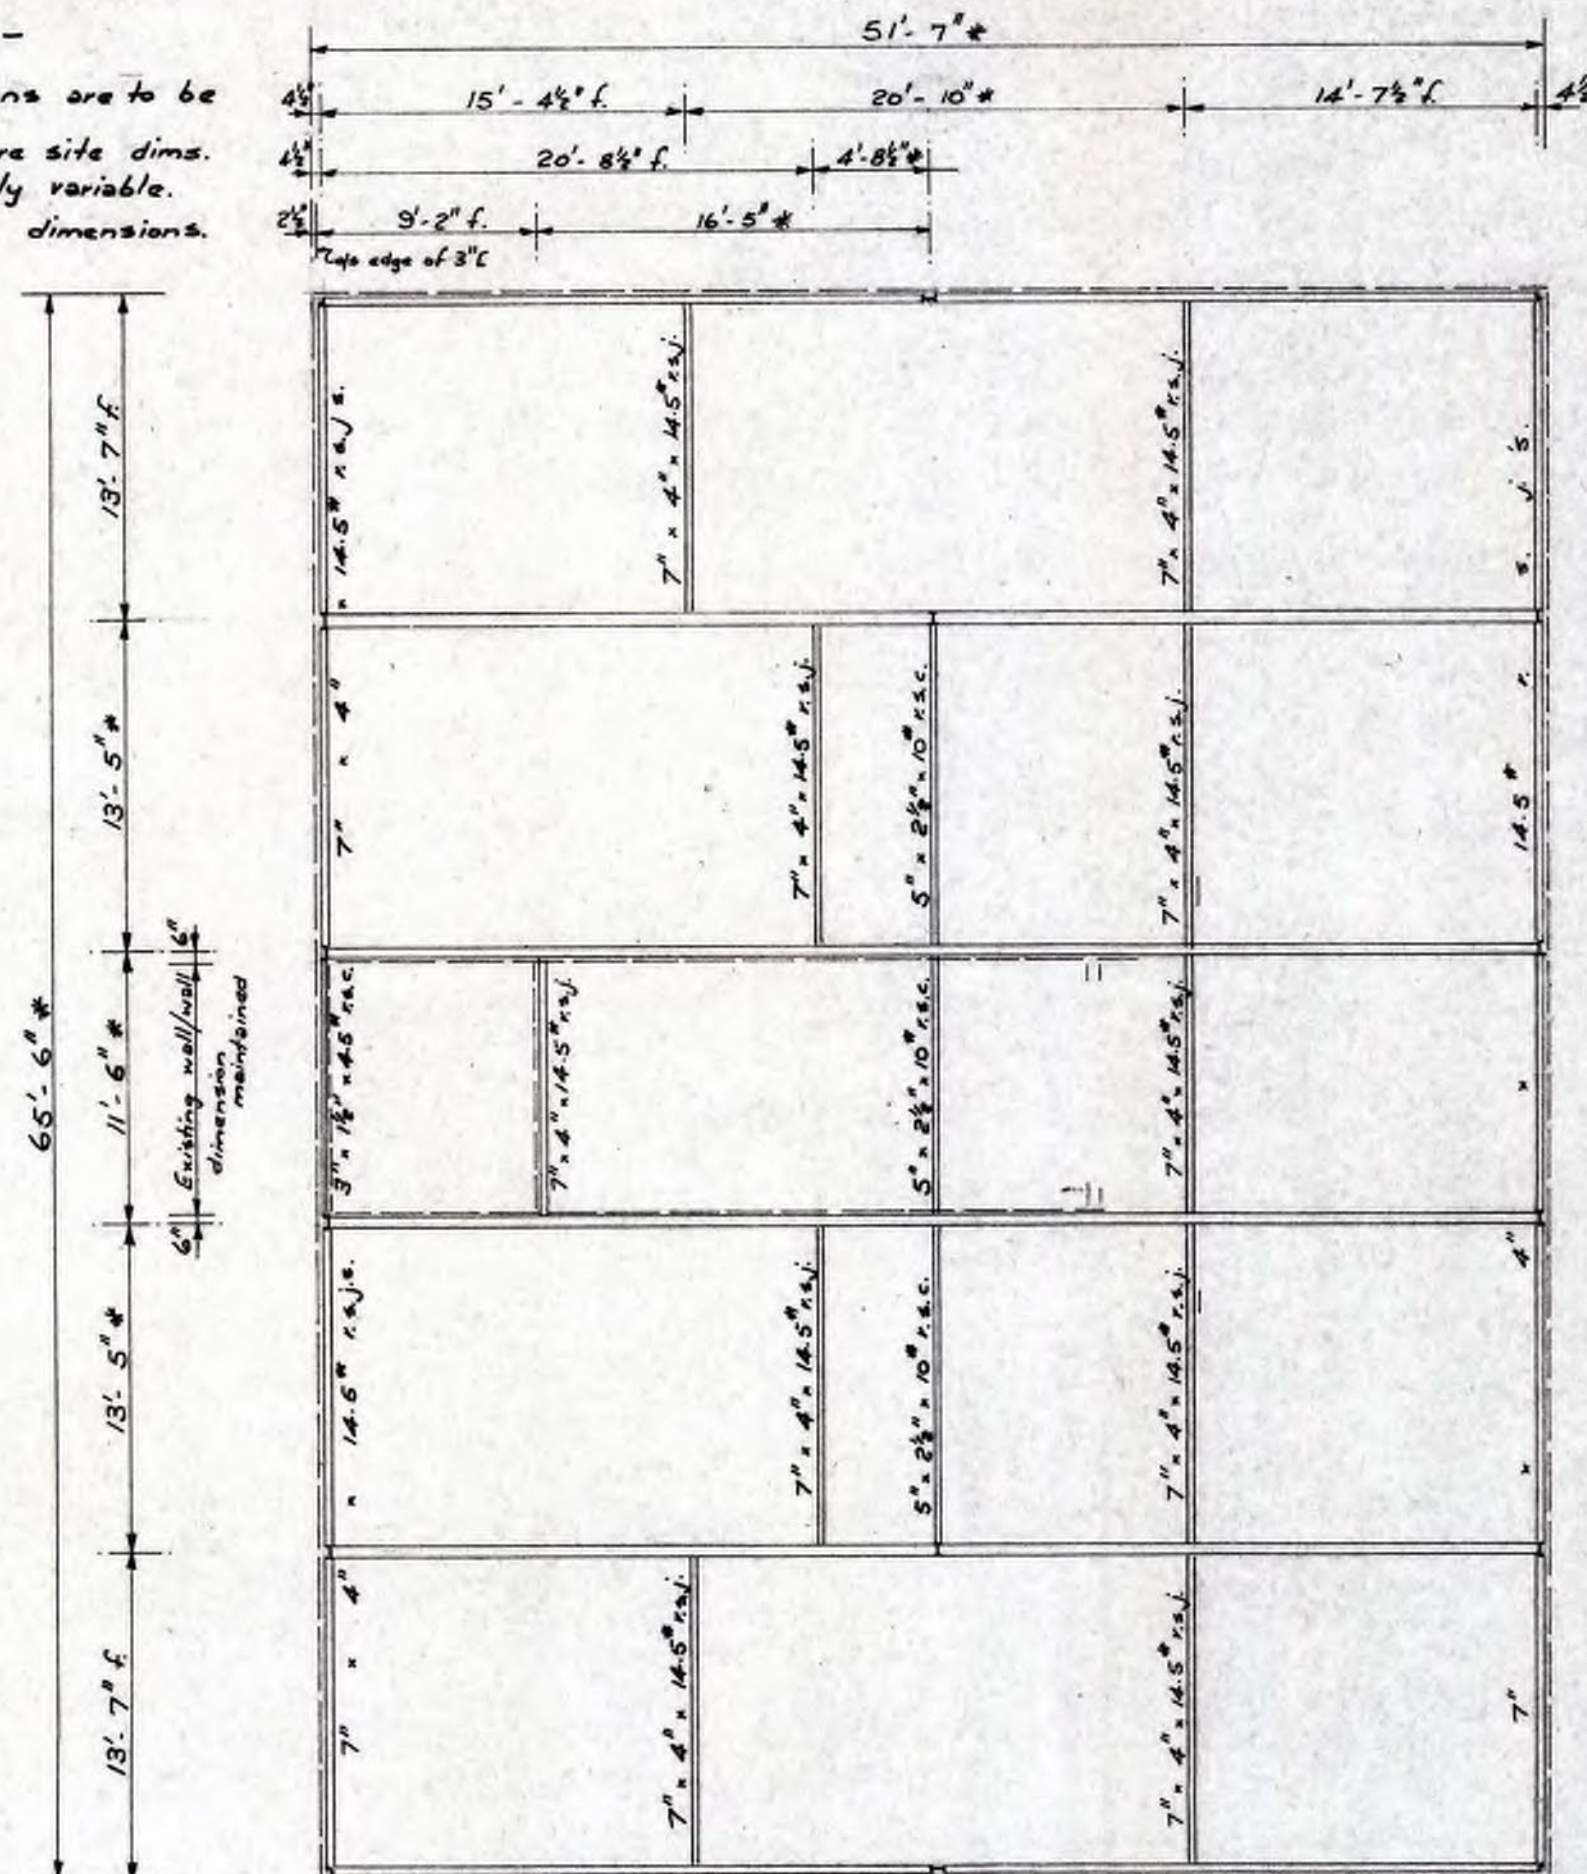 ns are to be
re site dims.
ly variable.
dimensions.
51'- 7" *
4½" 15'- 4½" f. 20'- 10" * 14'- 7½" f. 4½
4½" 20'- 8½" f. 4'-8½" *
2½" 9'-2" f. 16'- 5" *
edge of 3"[
65'- 6" *
13'- 7" f.
13'- 5" *
11'- 6" *
13'- 5" *
13'- 7" f.
6"
Existing wall/wall
dimension
maintained
6"
x 14.5# r.s.j s.
7" x 4" x 14.5# r.s.j.
7" x 4" x 14.5# r.s.j.
s. j 's.
7" x 4"
7" x 4" x 14.5# r.s.j.
5" x 2½" x 10# r.s.c.
7" x 4" x 14.5# r.s.j.
14.5# r.
3" x 1½" x 4.5# r.s.c.
7" x 4" x 14.5# r.s.j.
5" x 2½" x 10# r.s.c.
7" x 4" x 14.5# r.s.j.
x
x 14.5# r.s.j.s.
7" x 4" x 14.5# r.s.j.
5" x 2½" x 10# r.s.c.
7" x 4" x 14.5# r.s.j.
x 4"
7" x 4"
7" x 4" x 14.5# r.s.j.
7" x 4" x 14.5# r.s.j.
7"